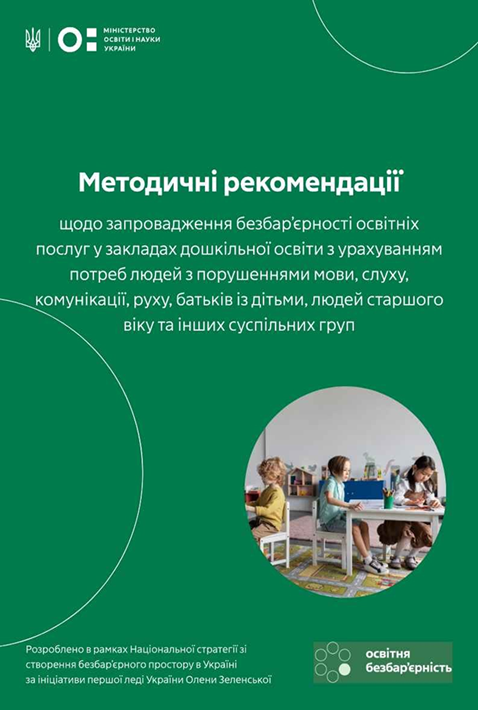 МІНІСТЕРСТВО
ОСВІТИ І НАУКИ
УКРАЇНИ
Методичні рекомендації
щодо запровадження безбар’єрності освітніх
послуг у закладах дошкільної освіти з урахуванням
потреб людей з порушеннями мови, слуху,
комунікації, руху, батьків із дітьми, людей старшого
віку та інших суспільних груп
Розроблено в рамках Національної стратегії зі
створення безбар’єрного простору в Україні
за ініціативи першої леді України Олени Зеленської
освітня
безбар’єрність